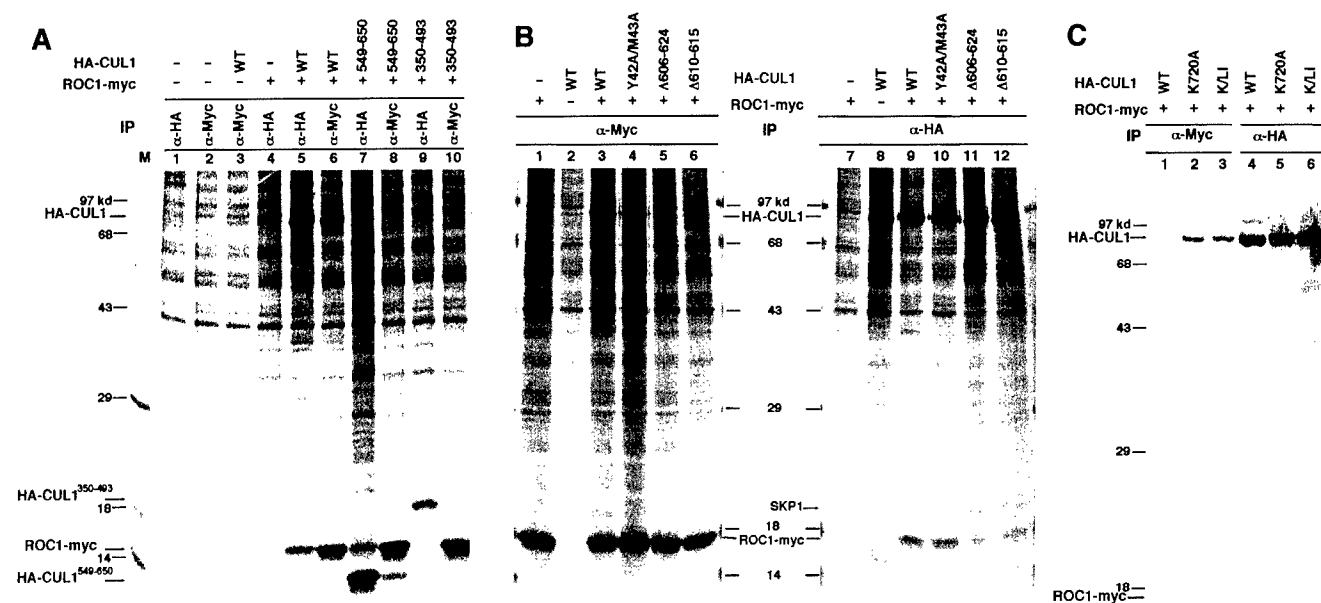 A
HA-CUL1 – – WT – WT WT 549-650 549-650 350-493 350-493
ROC1-myc – – – + + + + + + +
IP α-HA α-Myc α-Myc α-HA α-HA α-Myc α-HA α-Myc α-HA α-Myc
M 1 2 3 4 5 6 7 8 9 10
97 kd
HA-CUL1
68
43
29
HA-CUL1350-493
18
ROC1-myc
14
HA-CUL1549-650
B
HA-CUL1
– WT WT Y42A/M43A Δ606-624 Δ610-615
– WT WT Y42A/M43A Δ606-624 Δ610-615
ROC1-myc
+ – + + + +
+ – + + + +
α-Myc IP α-HA
1 2 3 4 5 6 7 8 9 10 11 12
97 kd
HA-CUL1
68
43
29
SKP1
18
ROC1-myc
14
C
HA-CUL1 WT K720A K/LI WT K720A K/LI
ROC1-myc + + + + + +
IP α-Myc α-HA
1 2 3 4 5 6
97 kd
HA-CUL1
68
43
29
18
ROC1-myc